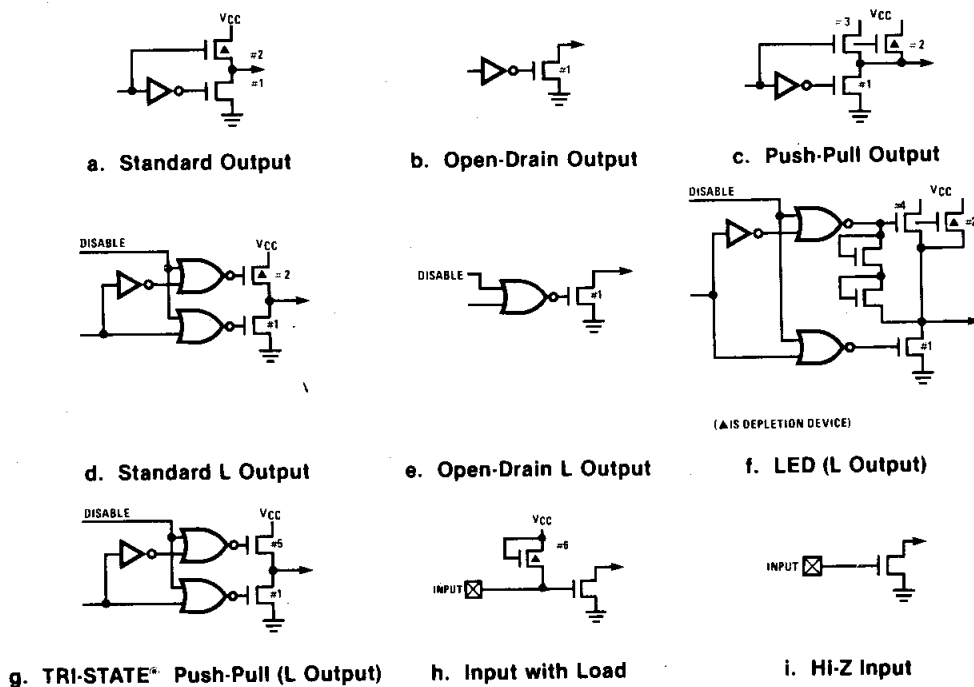 VCC
#2
#1
a. Standard Output
#1
b. Open-Drain Output
#3
VCC
#2
#1
c. Push-Pull Output
DISABLE
VCC
#2
#1
d. Standard L Output
DISABLE
#1
e. Open-Drain L Output
DISABLE
#4
VCC
#2
#1
(▲IS DEPLETION DEVICE)
f. LED (L Output)
DISABLE
VCC
#5
#1
g. TRI-STATE® Push-Pull (L Output)
VCC
#6
INPUT
h. Input with Load
INPUT
i. Hi-Z Input